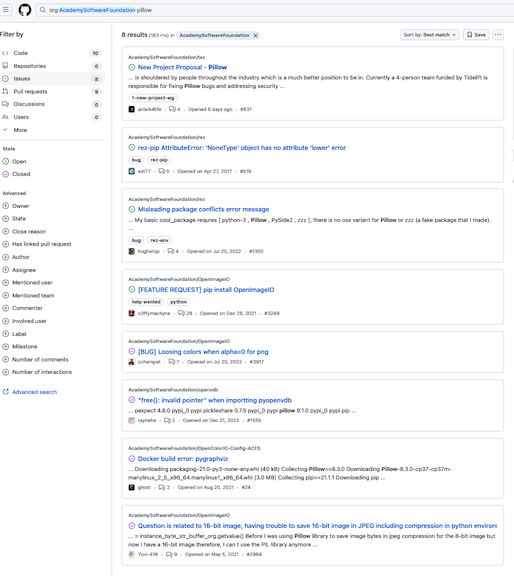 org:AcademySoftwareFoundation pillow
Filter by
Code 10
Repositories 0
Issues 8
Pull requests 9
Discussions 0
Users 0
More
State
Open
Closed
Advanced
Owner
State
Close reason
Has linked pull request
Author
Assignee
Mentioned user
Mentioned team
Commenter
Involved user
Label
Milestone
Number of comments
Number of interactions
Advanced search
8 results (163 ms) in AcademySoftwareFoundation
Sort by: Best match
Save
AcademySoftwareFoundation/tac
New Project Proposal - Pillow
... is shouldered by people throughout the industry which is a much better position to be in. Currently a 4-person team funded by Tidelift is
responsible for fixing Pillow bugs and addressing security ...
1-new-project-wg
aclark4life · 4 · Opened 6 days ago · #831
AcademySoftwareFoundation/rez
rez-pip AttributeError: 'NoneType' object has no attribute 'lower' error
bug rez-pip
est77 · 5 · Opened on Apr 27, 2017 · #419
AcademySoftwareFoundation/rez
Misleading package conflicts error message
... My basic cool_package requres [ python-3 , Pillow , PySide2 , zzz ], there is no osx variant for Pillow or zzz (a fake package that I made).
...
bug rez-env
hughetop · 4 · Opened on Jul 20, 2022 · #1350
AcademySoftwareFoundation/OpenImageIO
[FEATURE REQUEST] pip install OpenImageIO
help wanted python
c0ffymachyne · 29 · Opened on Dec 28, 2021 · #3249
AcademySoftwareFoundation/OpenImageIO
[BUG] Loosing colors when alpha=0 for png
ochampet · 7 · Opened on Jul 20, 2023 · #3917
AcademySoftwareFoundation/openvdb
"free(): invalid pointer" when importting pyopenvdb
... pexpect 4.8.0 pypi_0 pypi pickleshare 0.7.5 pypi_0 pypi pillow 9.1.0 pypi_0 pypi pip ...
raynehe · 2 · Opened on Dec 21, 2022 · #1555
AcademySoftwareFoundation/OpenColorIO-Config-ACES
Docker build error: pygraphviz
... Downloading packaging-21.0-py3-none-any.whl (40 kB) Collecting Pillow==8.3.0 Downloading Pillow-8.3.0-cp37-cp37m-
manylinux_2_5_x86_64.manylinux1_x86_64.whl (3.0 MB) Collecting pip==21.1.1 Downloading pip ...
ghost · 2 · Opened on Aug 20, 2021 · #24
AcademySoftwareFoundation/OpenImageIO
Question is related to 16-bit image, having trouble to save 16-bit image in JPEG including compression in python environ
... = instance_byte_str_buffer_org.getvalue() Before I was using Pillow library to save image bytes in jpeg compression for the 8-bit image but
now I have a 16-bit image therefore, I can't use the PIL library anymore ...
Yuvi-416 · 9 · Opened on May 5, 2021 · #2964